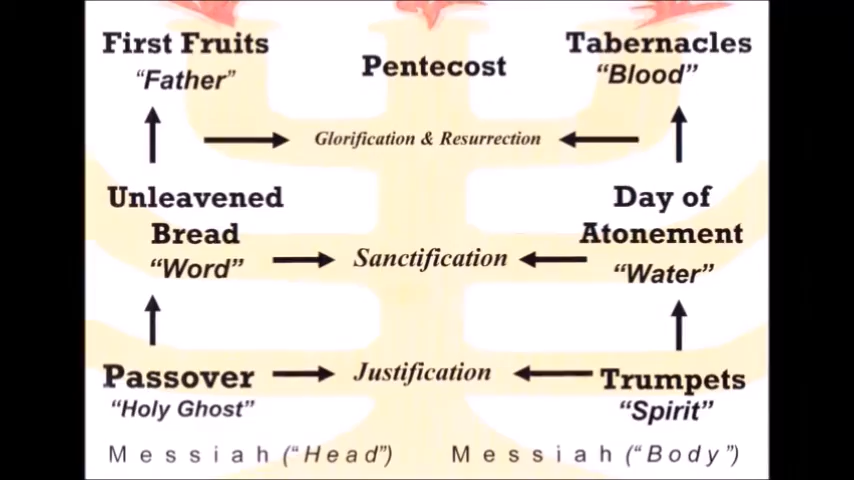 First Fruits
"Father"
Pentecost
Tabernacles
"Blood"
Glorification & Resurrection
Unleavened
Bread
"Word"
Sanctification
Day of
Atonement
"Water"
Passover
"Holy Ghost"
Justification
Trumpets
"Spirit"
Messiah ("Head")
Messiah ("Body")